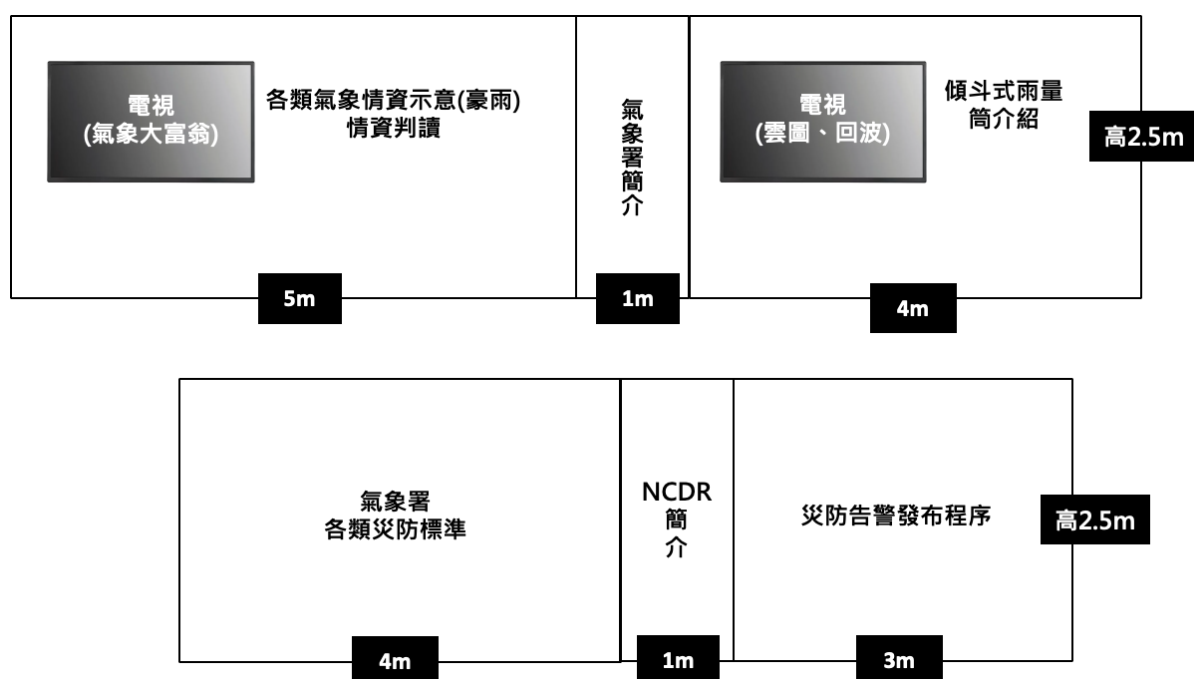 電視
(氣象大富翁)
各類氣象情資示意(豪雨)
情資判讀
氣象署簡介
電視
(雲圖、回波)
傾斗式雨量
筒介紹
高2.5m
5m
1m
4m
氣象署
各類災防標準
NCDR
簡
介
災防告警發布程序
高2.5m
4m
1m
3m